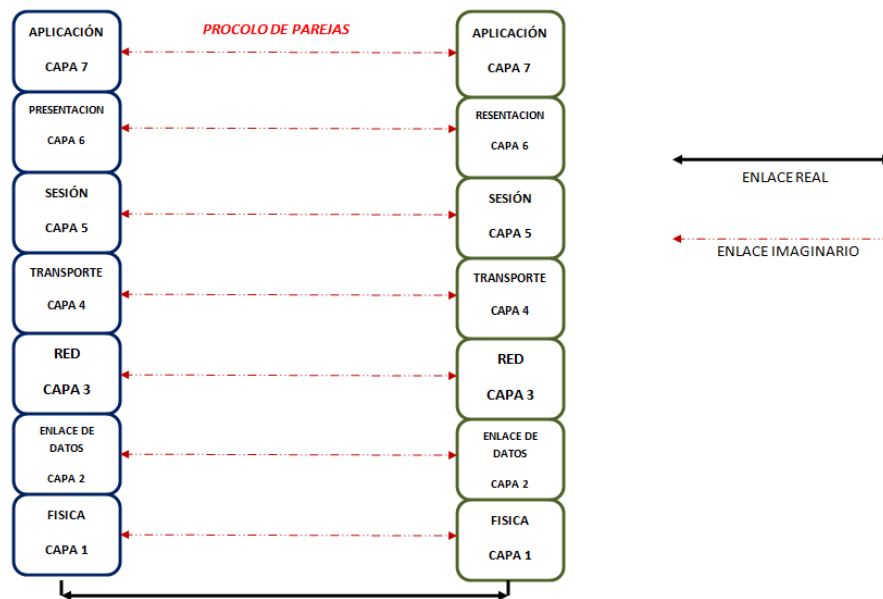 PROCOLO DE PAREJAS
APLICACIÓN
CAPA 7
PRESENTACION
CAPA 6
SESIÓN
CAPA 5
TRANSPORTE
CAPA 4
RED
CAPA 3
ENLACE DE
DATOS
CAPA 2
FISICA
CAPA 1
APLICACIÓN
CAPA 7
RESENTACION
CAPA 6
SESIÓN
CAPA 5
TRANSPORTE
CAPA 4
RED
CAPA 3
ENLACE DE
DATOS
CAPA 2
FISICA
CAPA 1
ENLACE REAL
ENLACE IMAGINARIO